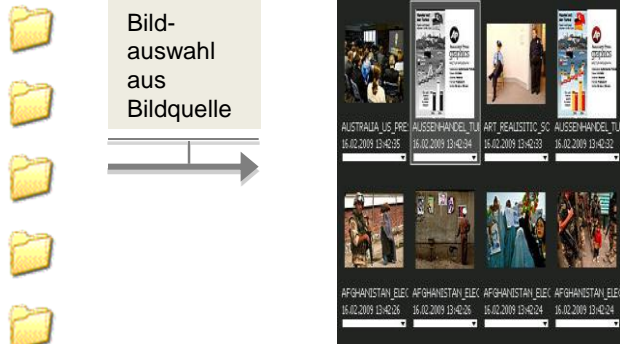 Bild-
auswahl
aus
Bildquelle
AUSTRALIA_US_PRE:
16.02.2009 13:42:35
AUSSENHANDEL_TUI
16.02.2009 13:42:34
ART_REALISITIC_SC
16.02.2009 13:42:33
AUSSENHANDEL_TU
16.02.2009 13:42:32
graphics
AFGHANISTAN_ELEC
16.02.2009 13:42:26
AFGHANISTAN_ELEC
16.02.2009 13:42:26
AFGHANISTAN_ELEC
16.02.2009 13:42:24
AFGHANISTAN_ELEC
16.02.2009 13:42:24